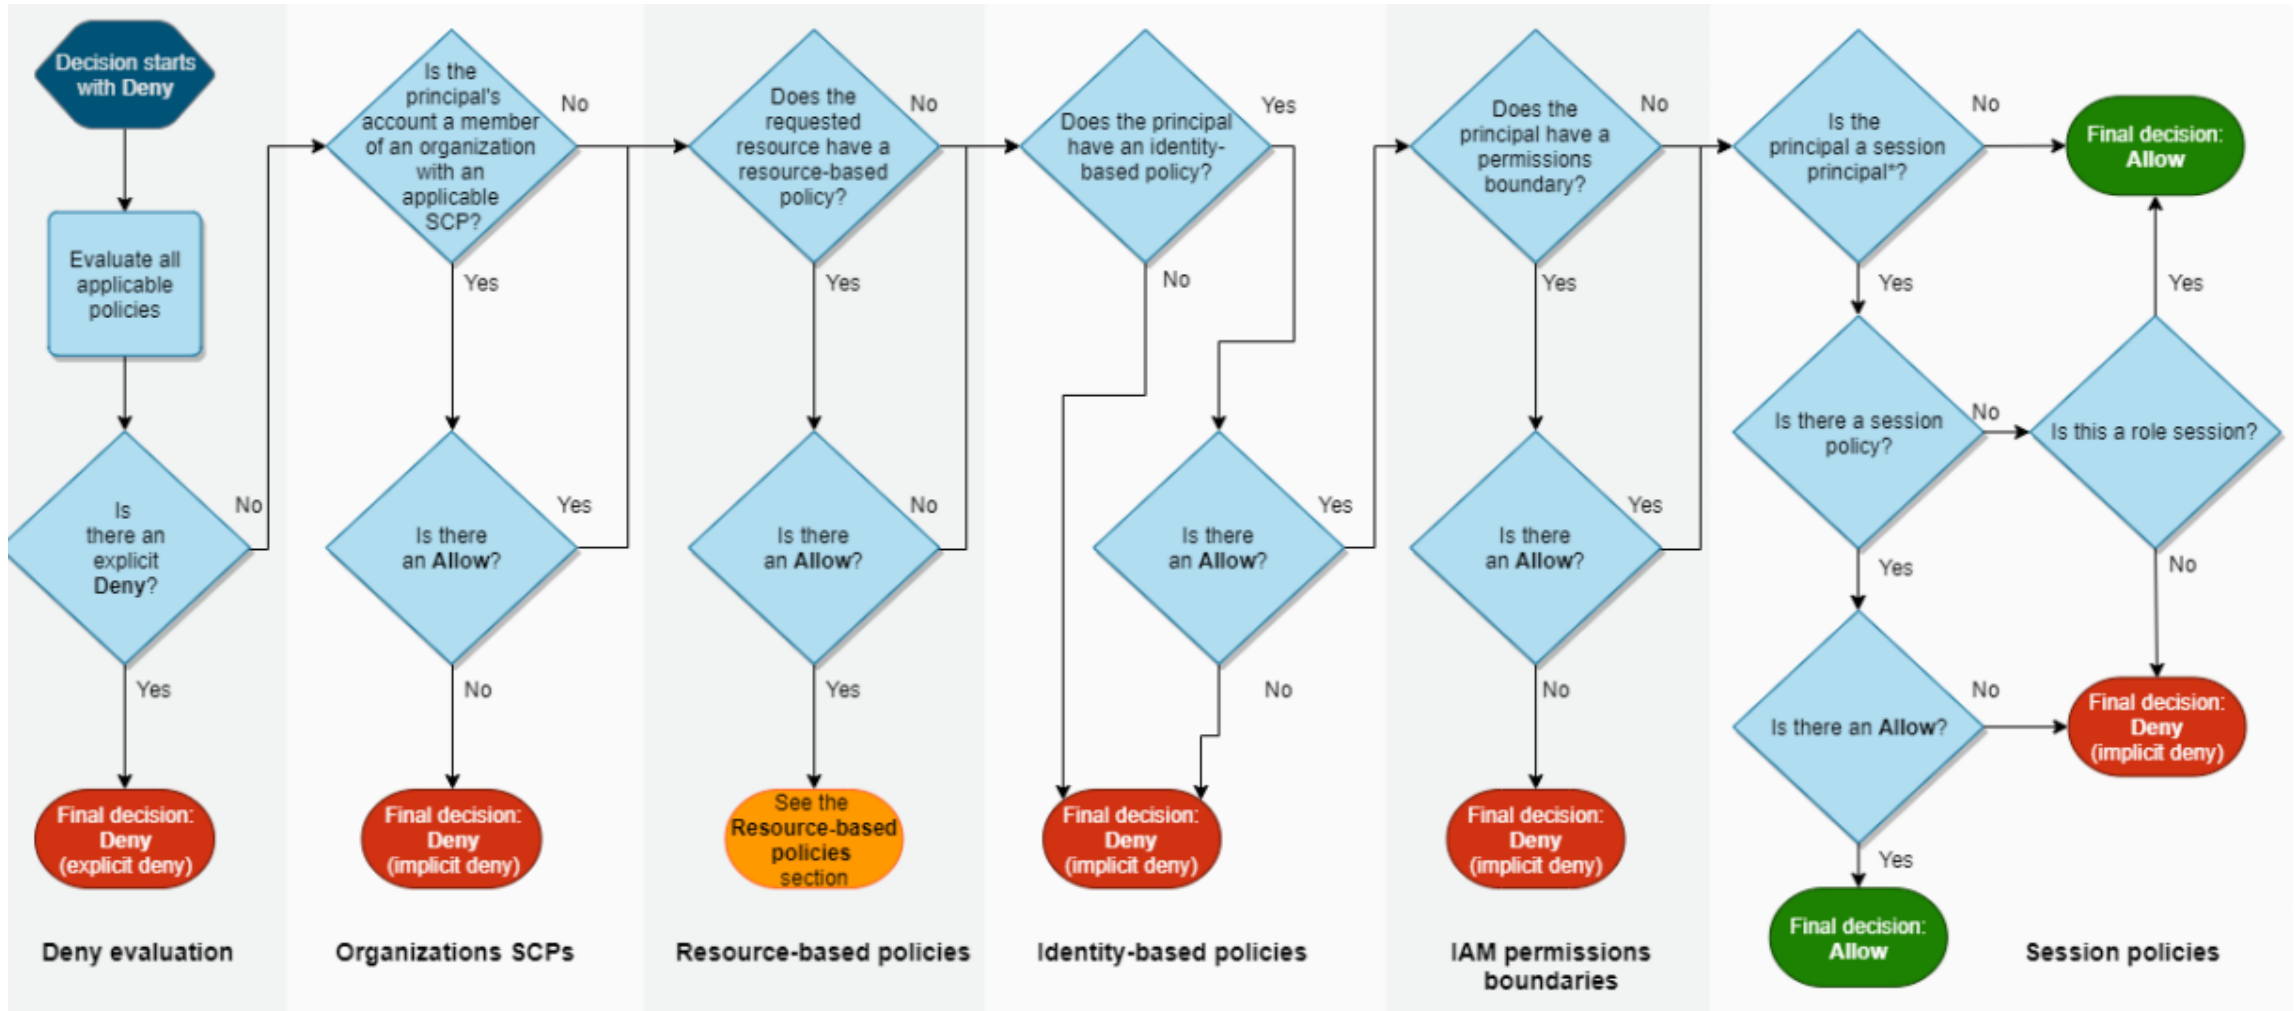 Decision starts
with Deny
Evaluate all
applicable
policies
Is
there an
explicit
Deny?
No
Yes
Final decision:
Deny
(explicit deny)
Deny evaluation
Is the
principal's
account a member
of an organization
with an
applicable
SCP?
No
Yes
Is there
an Allow?
Yes
No
Final decision:
Deny
(implicit deny)
Organizations SCPs
Does the
requested
resource have a
resource-based
policy?
No
Yes
Is there
an Allow?
No
Yes
See the
Resource-based
policies
section
Resource-based policies
Does the principal
have an identity-
based policy?
Yes
No
Is there
an Allow?
Yes
No
Final decision:
Deny
(implicit deny)
Identity-based policies
Does the
principal have a
permissions
boundary?
No
Yes
Is there
an Allow?
Yes
No
Final decision:
Deny
(implicit deny)
IAM permissions
boundaries
Is the
principal a session
principal*?
No
Final decision:
Allow
Yes
Yes
Is there a session
policy?
No
Is this a role session?
Yes
No
Is there an Allow?
No
Final decision:
Deny
(implicit deny)
Yes
Final decision:
Allow
Session policies